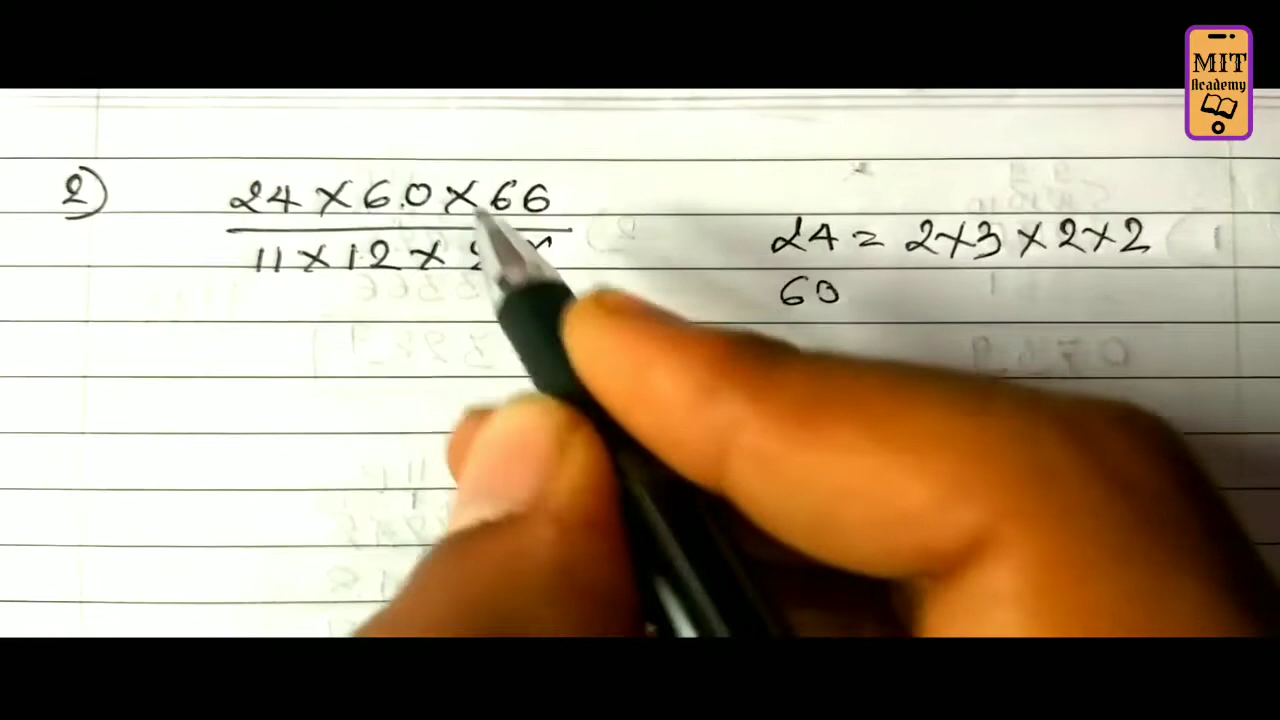 MIT
Academy
2) 24 × 60 × 66
11 × 12 ×
24 = 2×3×2×2
60